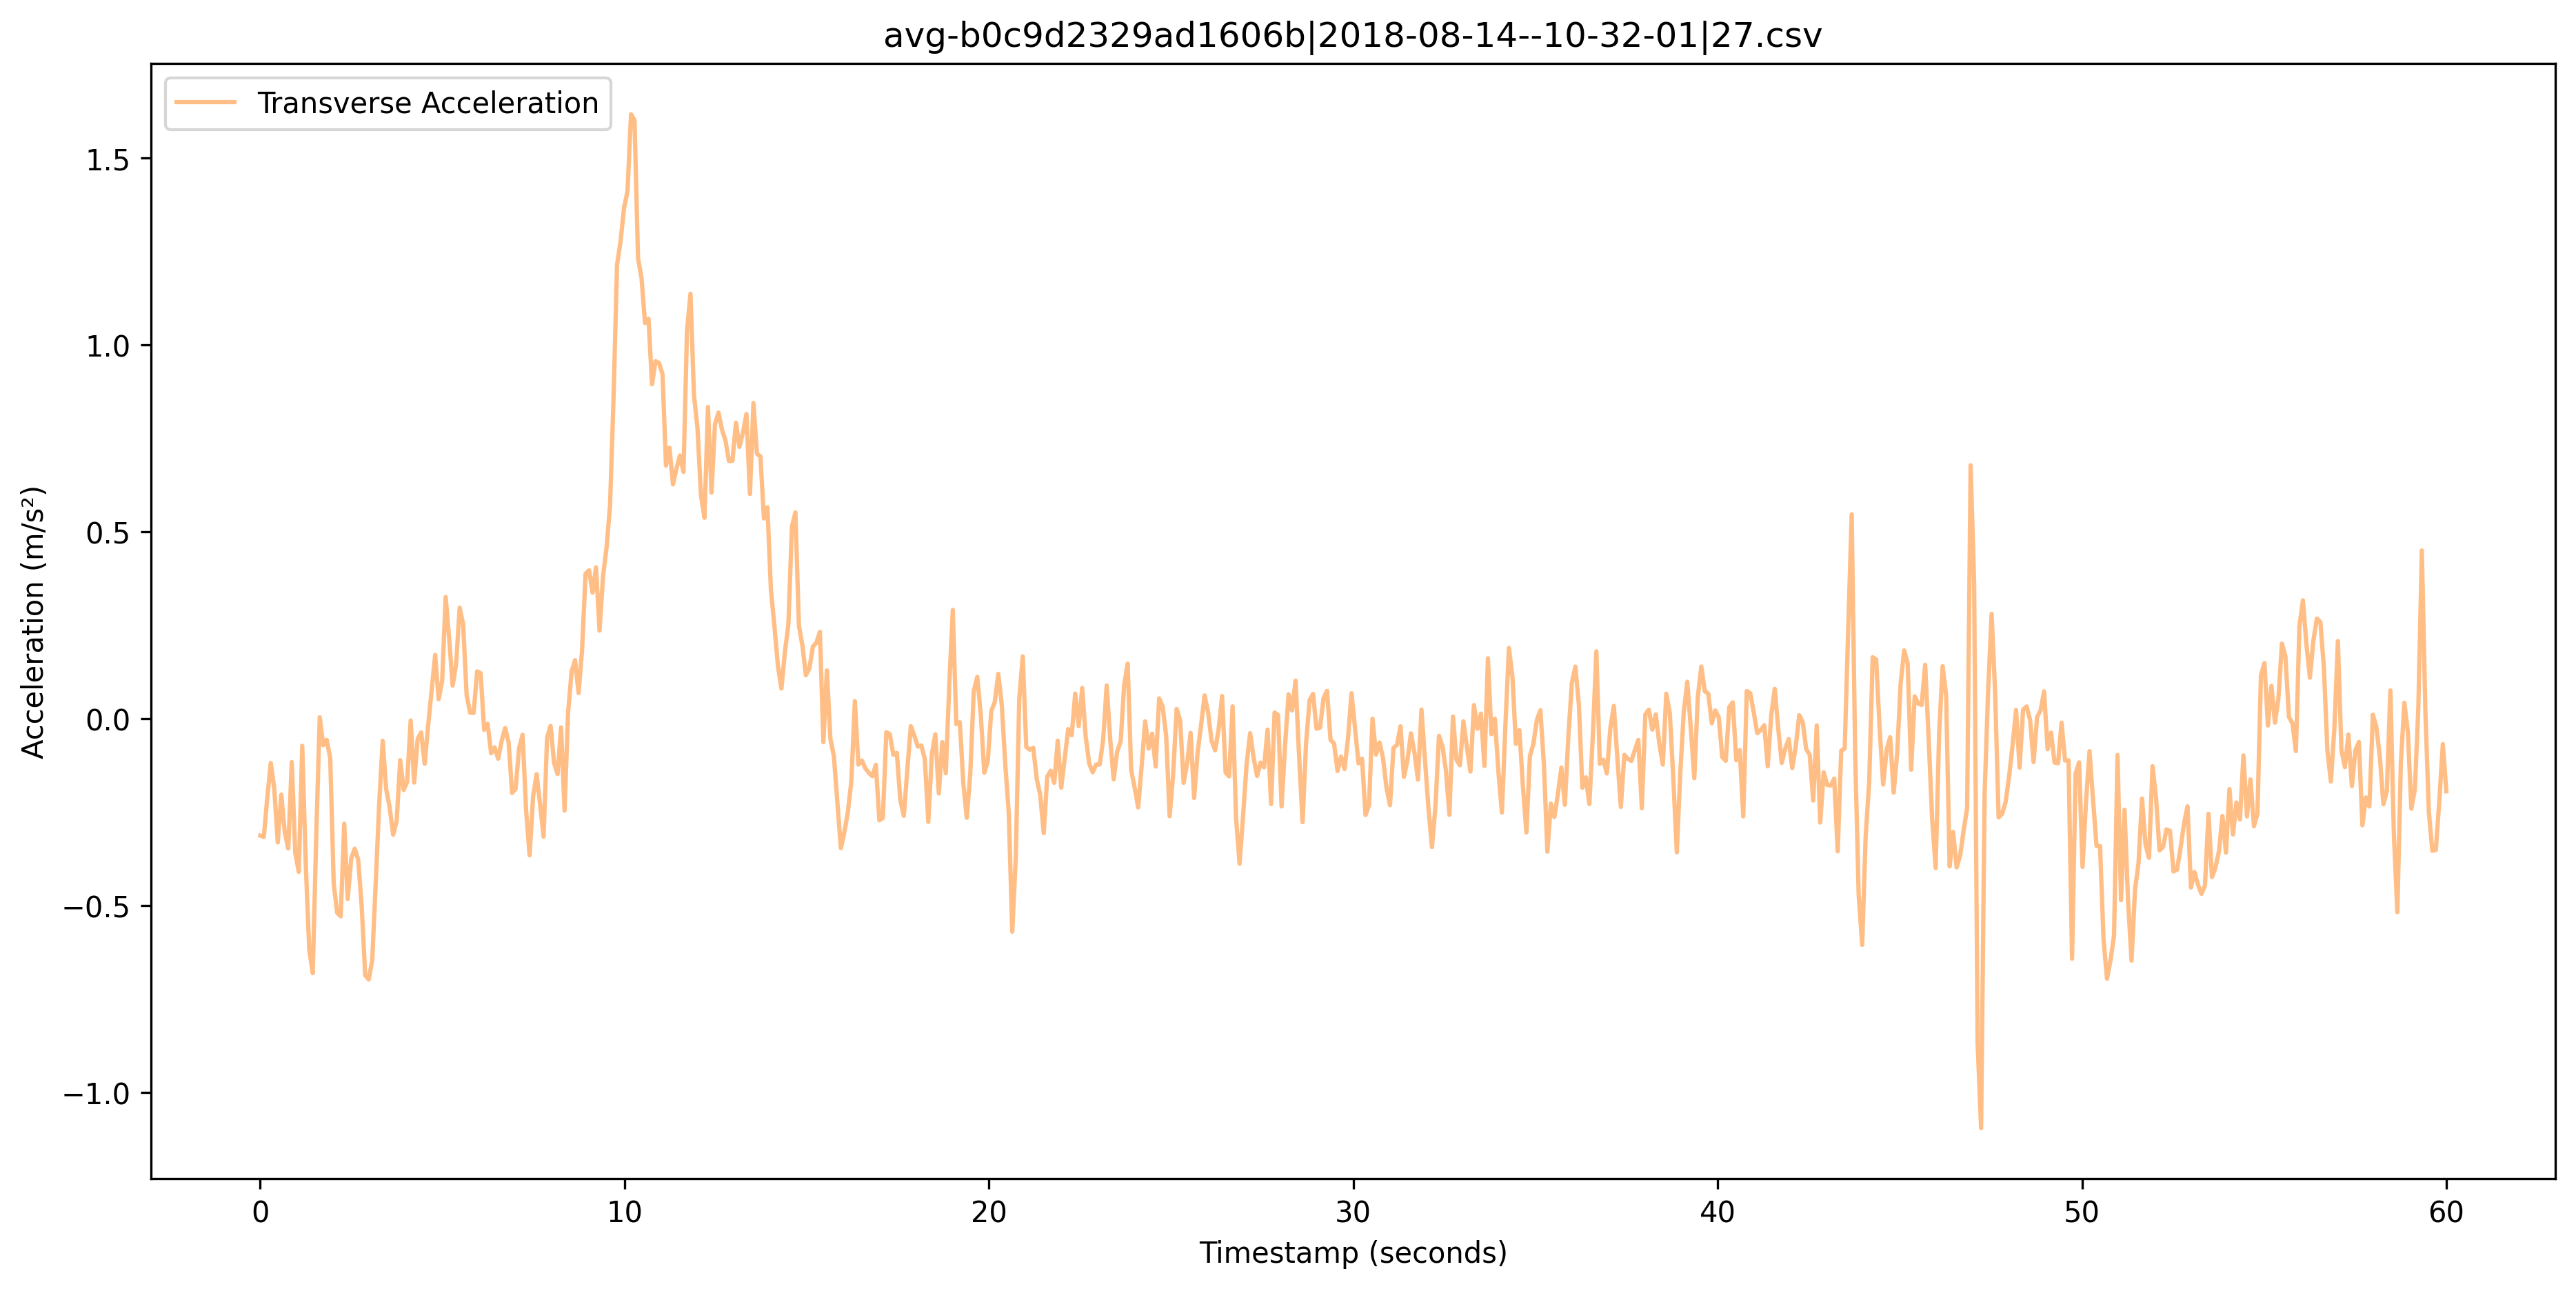 avg-b0c9d2329ad1606b|2018-08-14--10-32-01|27.csv
Transverse Acceleration
1.5
1.0
0.5
0.0
−0.5
−1.0
Acceleration (m/s²)
0 10 20 30 40 50 60
Timestamp (seconds)